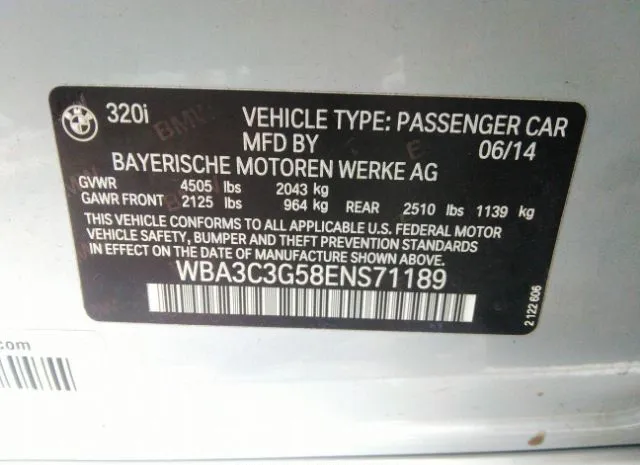 320i
VEHICLE TYPE: PASSENGER CAR
MFD BY 06/14
BAYERISCHE MOTOREN WERKE AG
GVWR 4505 lbs 2043 kg
GAWR FRONT 2125 lbs 964 kg REAR 2510 lbs 1139 kg
THIS VEHICLE CONFORMS TO ALL APPLICABLE U.S. FEDERAL MOTOR
VEHICLE SAFETY, BUMPER AND THEFT PREVENTION STANDARDS
IN EFFECT ON THE DATE OF MANUFACTURE SHOWN ABOVE.
WBA3C3G58ENS71189
2 122 606
.com